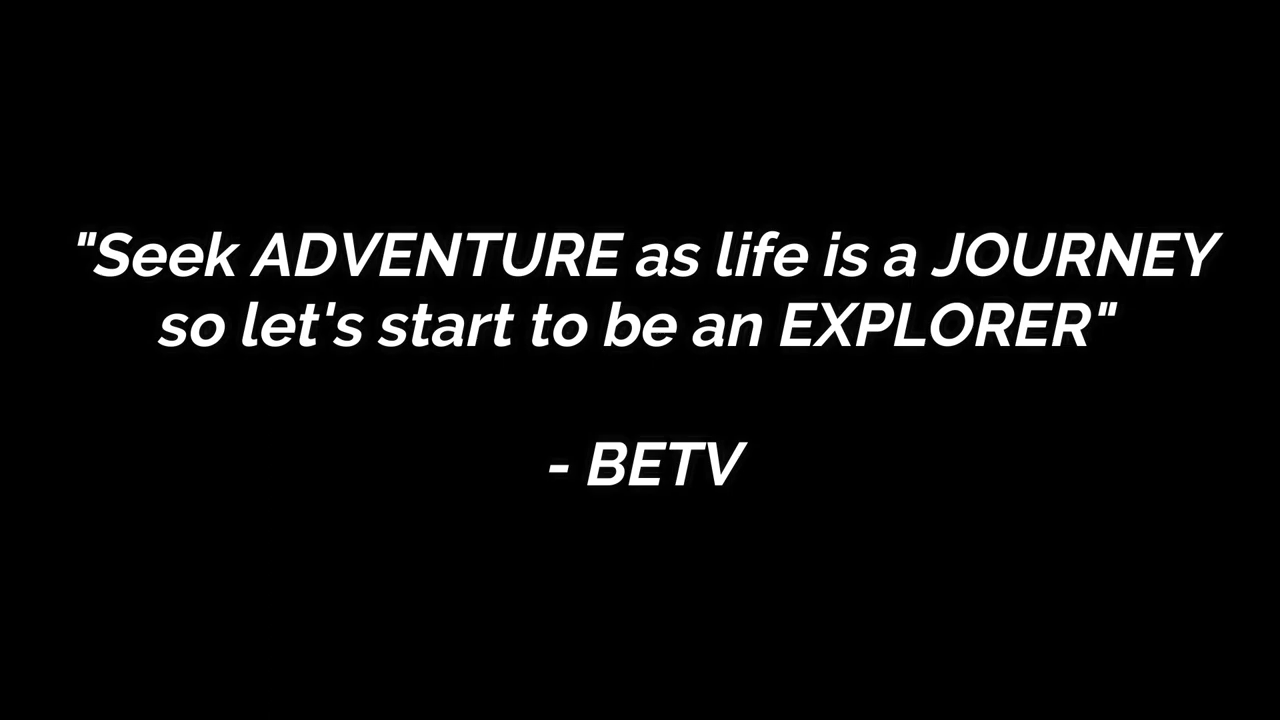 "Seek ADVENTURE as life is a JOURNEY
so let's start to be an EXPLORER"
- BETV